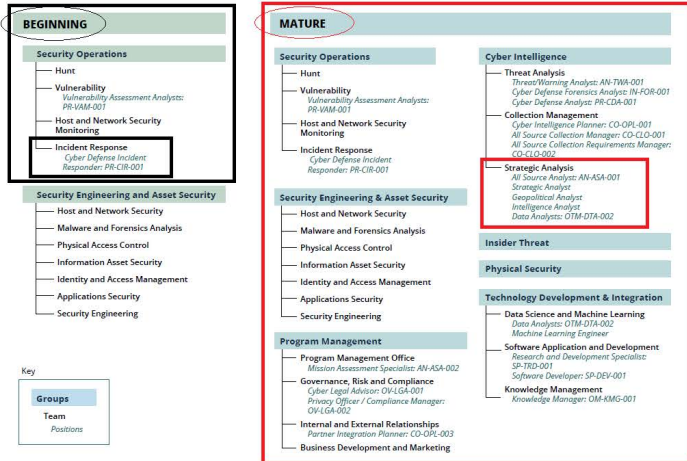 BEGINNING
Security Operations
Hunt
Vulnerability
Vulnerability Assessment Analysts:
PR-VAM-001
Host and Network Security
Monitoring
Incident Response
Cyber Defense Incident
Responder: PR-CIR-001
Security Engineering and Asset Security
Host and Network Security
Malware and Forensics Analysis
Physical Access Control
Information Asset Security
Identity and Access Management
Applications Security
Security Engineering
Key
Groups
Team
Positions
MATURE
Security Operations
Hunt
Vulnerability
Vulnerability Assessment Analysts:
PR-VAM-001
Host and Network Security
Monitoring
Incident Response
Cyber Defense Incident
Responder: PR-CIR-001
Security Engineering & Asset Security
Host and Network Security
Malware and Forensics Analysis
Physical Access Control
Information Asset Security
Identity and Access Management
Applications Security
Security Engineering
Program Management
Program Management Office
Mission Assessment Specialist: AN-ASA-002
Governance, Risk and Compliance
Cyber Legal Advisor: OV-LGA-001
Privacy Officer / Compliance Manager:
OV-LGA-002
Internal and External Relationships
Partner Integration Planner: CO-OPL-003
Business Development and Marketing
Cyber Intelligence
Threat Analysis
Threat/Warning Analyst: AN-TWA-001
Cyber Defense Forensics Analyst: IN-FOR-001
Cyber Defense Analyst: PR-CDA-001
Collection Management
Cyber Intelligence Planner: CO-OPL-001
All Source Collection Manager: CO-CLO-001
All Source Collection Requirements Manager:
CO-CLO-002
Strategic Analysis
All Source Analyst: AN-ASA-001
Strategic Analyst
Geopolitical Analyst
Intelligence Analyst
Data Analysts: OTM-DTA-002
Insider Threat
Physical Security
Technology Development & Integration
Data Science and Machine Learning
Data Analysts: OTM-DTA-002
Machine Learning Engineer
Software Application and Development
Research and Development Specialist:
SP-TRD-001
Software Developer: SP-DEV-001
Knowledge Management
Knowledge Manager: OM-KMG-001